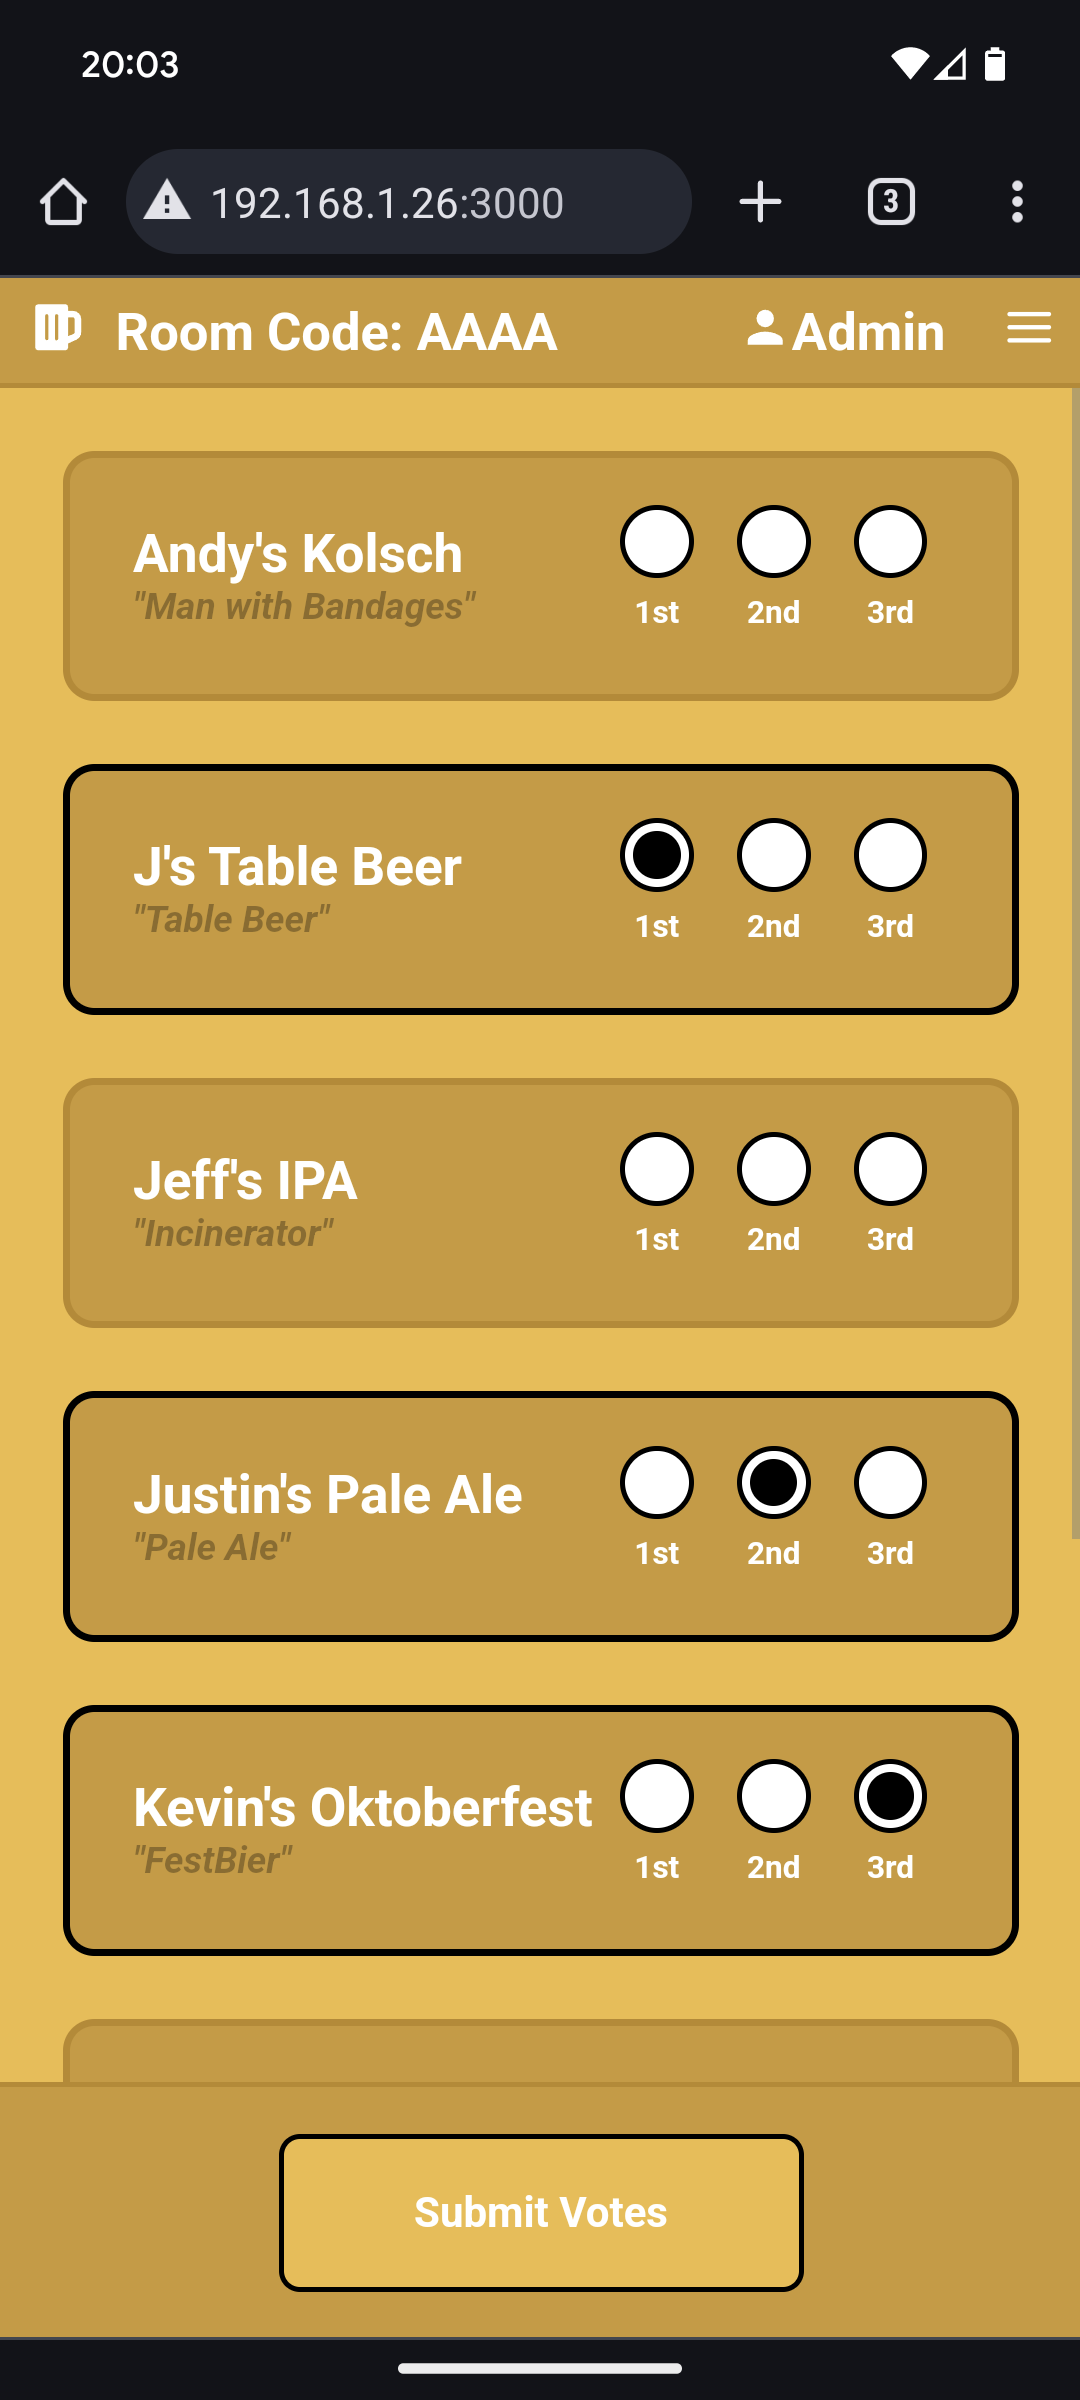 20:03
192.168.1.26:3000
3
Room Code: AAAA
Admin
Andy's Kolsch
"Man with Bandages"
1st 2nd 3rd
J's Table Beer
"Table Beer"
1st 2nd 3rd
Jeff's IPA
"Incinerator"
1st 2nd 3rd
Justin's Pale Ale
"Pale Ale"
1st 2nd 3rd
Kevin's Oktoberfest
"FestBier"
1st 2nd 3rd
Submit Votes